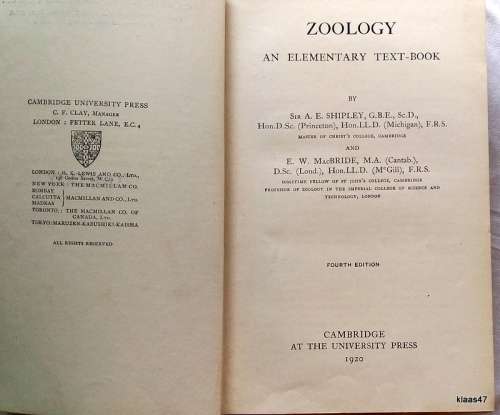 CAMBRIDGE UNIVERSITY PRESS
C. F. CLAY, MANAGER
LONDON : FETTER LANE, E.C. 4
LONDON : H. K. LEWIS AND CO., LTD.,
136 Gower Street, W.C. 1
NEW YORK : THE MACMILLAN CO.
BOMBAY
CALCUTTA } MACMILLAN AND CO., LTD.
MADRAS
TORONTO : THE MACMILLAN CO. OF
CANADA, LTD.
TOKYO: MARUZEN-KABUSHIKI-KAISHA
ALL RIGHTS RESERVED
ZOOLOGY
AN ELEMENTARY TEXT-BOOK
BY
SIR A. E. SHIPLEY, G.B.E., Sc.D.,
Hon.D.Sc. (Princeton), Hon.LL.D. (Michigan), F.R.S.
MASTER OF CHRIST'S COLLEGE, CAMBRIDGE
AND
E. W. MACBRIDE, M.A. (Cantab.),
D.Sc. (Lond.), Hon.LL.D. (McGill), F.R.S.
SOMETIME FELLOW OF ST JOHN'S COLLEGE, CAMBRIDGE
PROFESSOR OF ZOOLOGY IN THE IMPERIAL COLLEGE OF SCIENCE AND
TECHNOLOGY, LONDON
FOURTH EDITION
CAMBRIDGE
AT THE UNIVERSITY PRESS
1920
klaas47